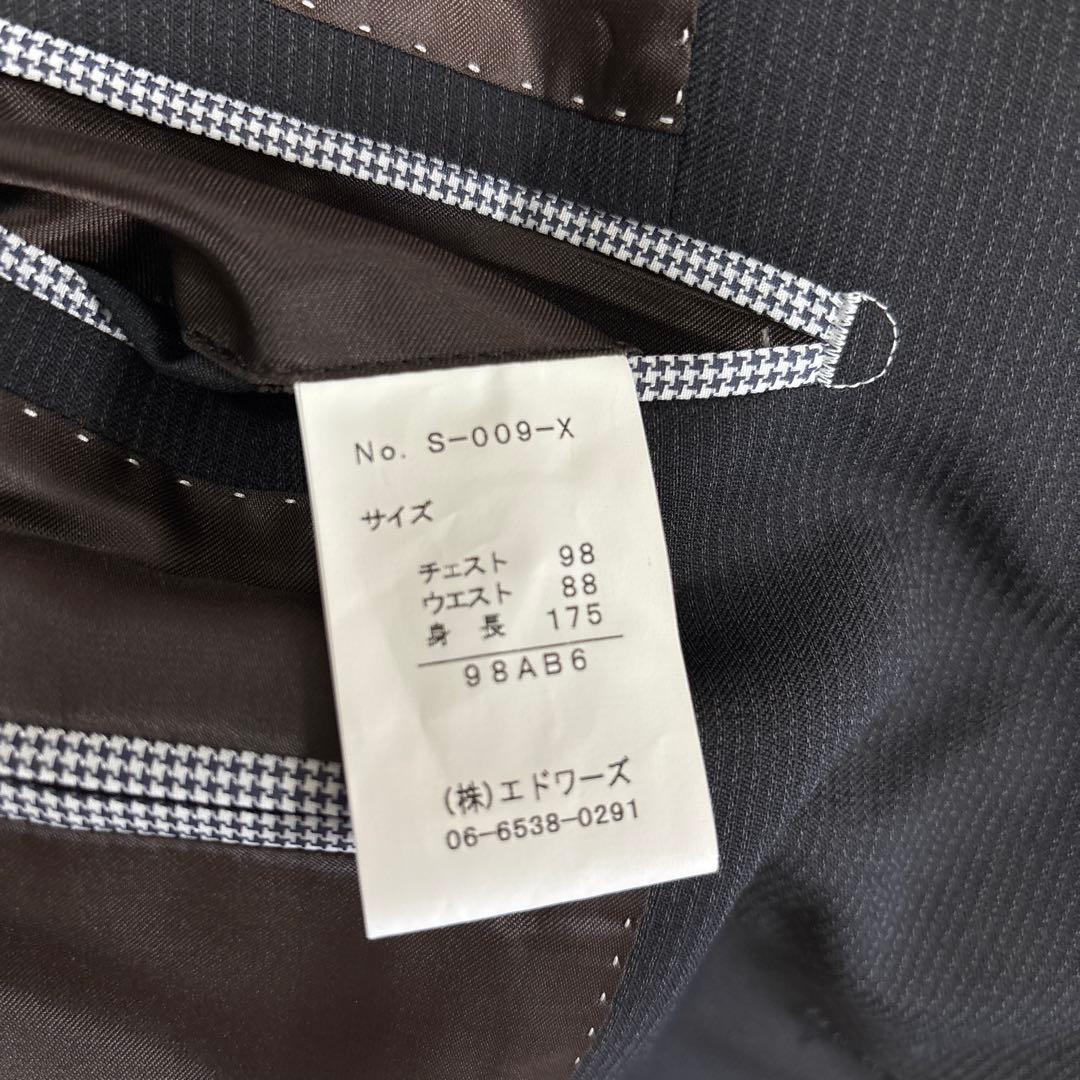 No. S-009-X
サイズ
チェスト 98
ウエスト 88
身 長 175
98AB6
(株)エドワーズ
06-6538-0291